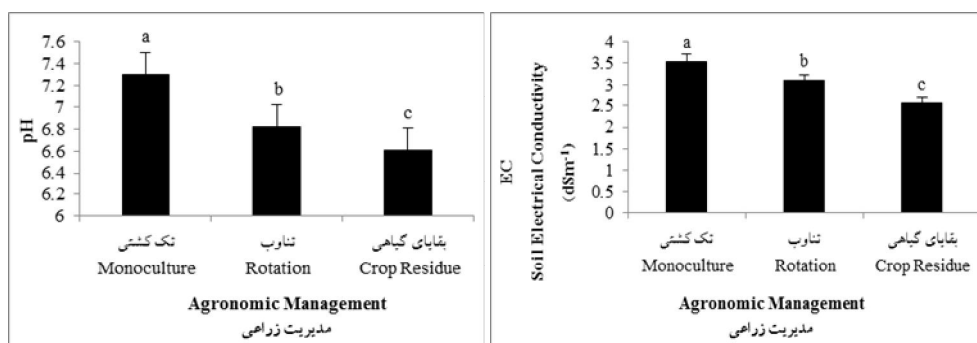 7.6
7.4
7.2
7
6.8
6.6
6.4
6.2
6
pH
a
b
c
تک کشتی
تناوب
بقایای گیاهی
Monoculture
Rotation
Crop Residue
Agronomic Management
مدیریت زراعی
EC
Soil Electrical Conductivity
(dSm-1)
4
3.5
3
2.5
2
1.5
1
0.5
0
a
b
c
تک کشتی
تناوب
بقایای گیاهی
Monoculture
Rotation
Crop Residue
Agronomic Management
مدیریت زراعی